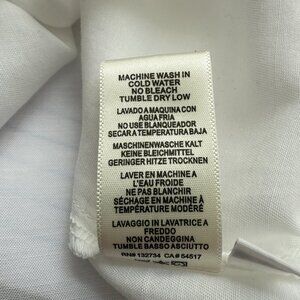 MACHINE WASH IN
COLD WATER
NO BLEACH
TUMBLE DRY LOW
LAVADO A MAQUINA CON
AGUA FRIA
NO USE BLANQUEADOR
SECAR A TEMPERATURA BAJA
MASCHINENWASCHE KALT
KEINE BLEICHMITTEL
GERINGER HITZE TROCKNEN
LAVER EN MACHINE A
L'EAU FROIDE
NE PAS BLANCHIR
SÉCHAGE EN MACHINE À
TEMPÉRATURE MODÉRÉ
LAVAGGIO IN LAVATRICE A
FREDDO
NON CANDEGGINA
TUMBLE BASSO ASCIUTTO
RN# 132734 CA# 54517